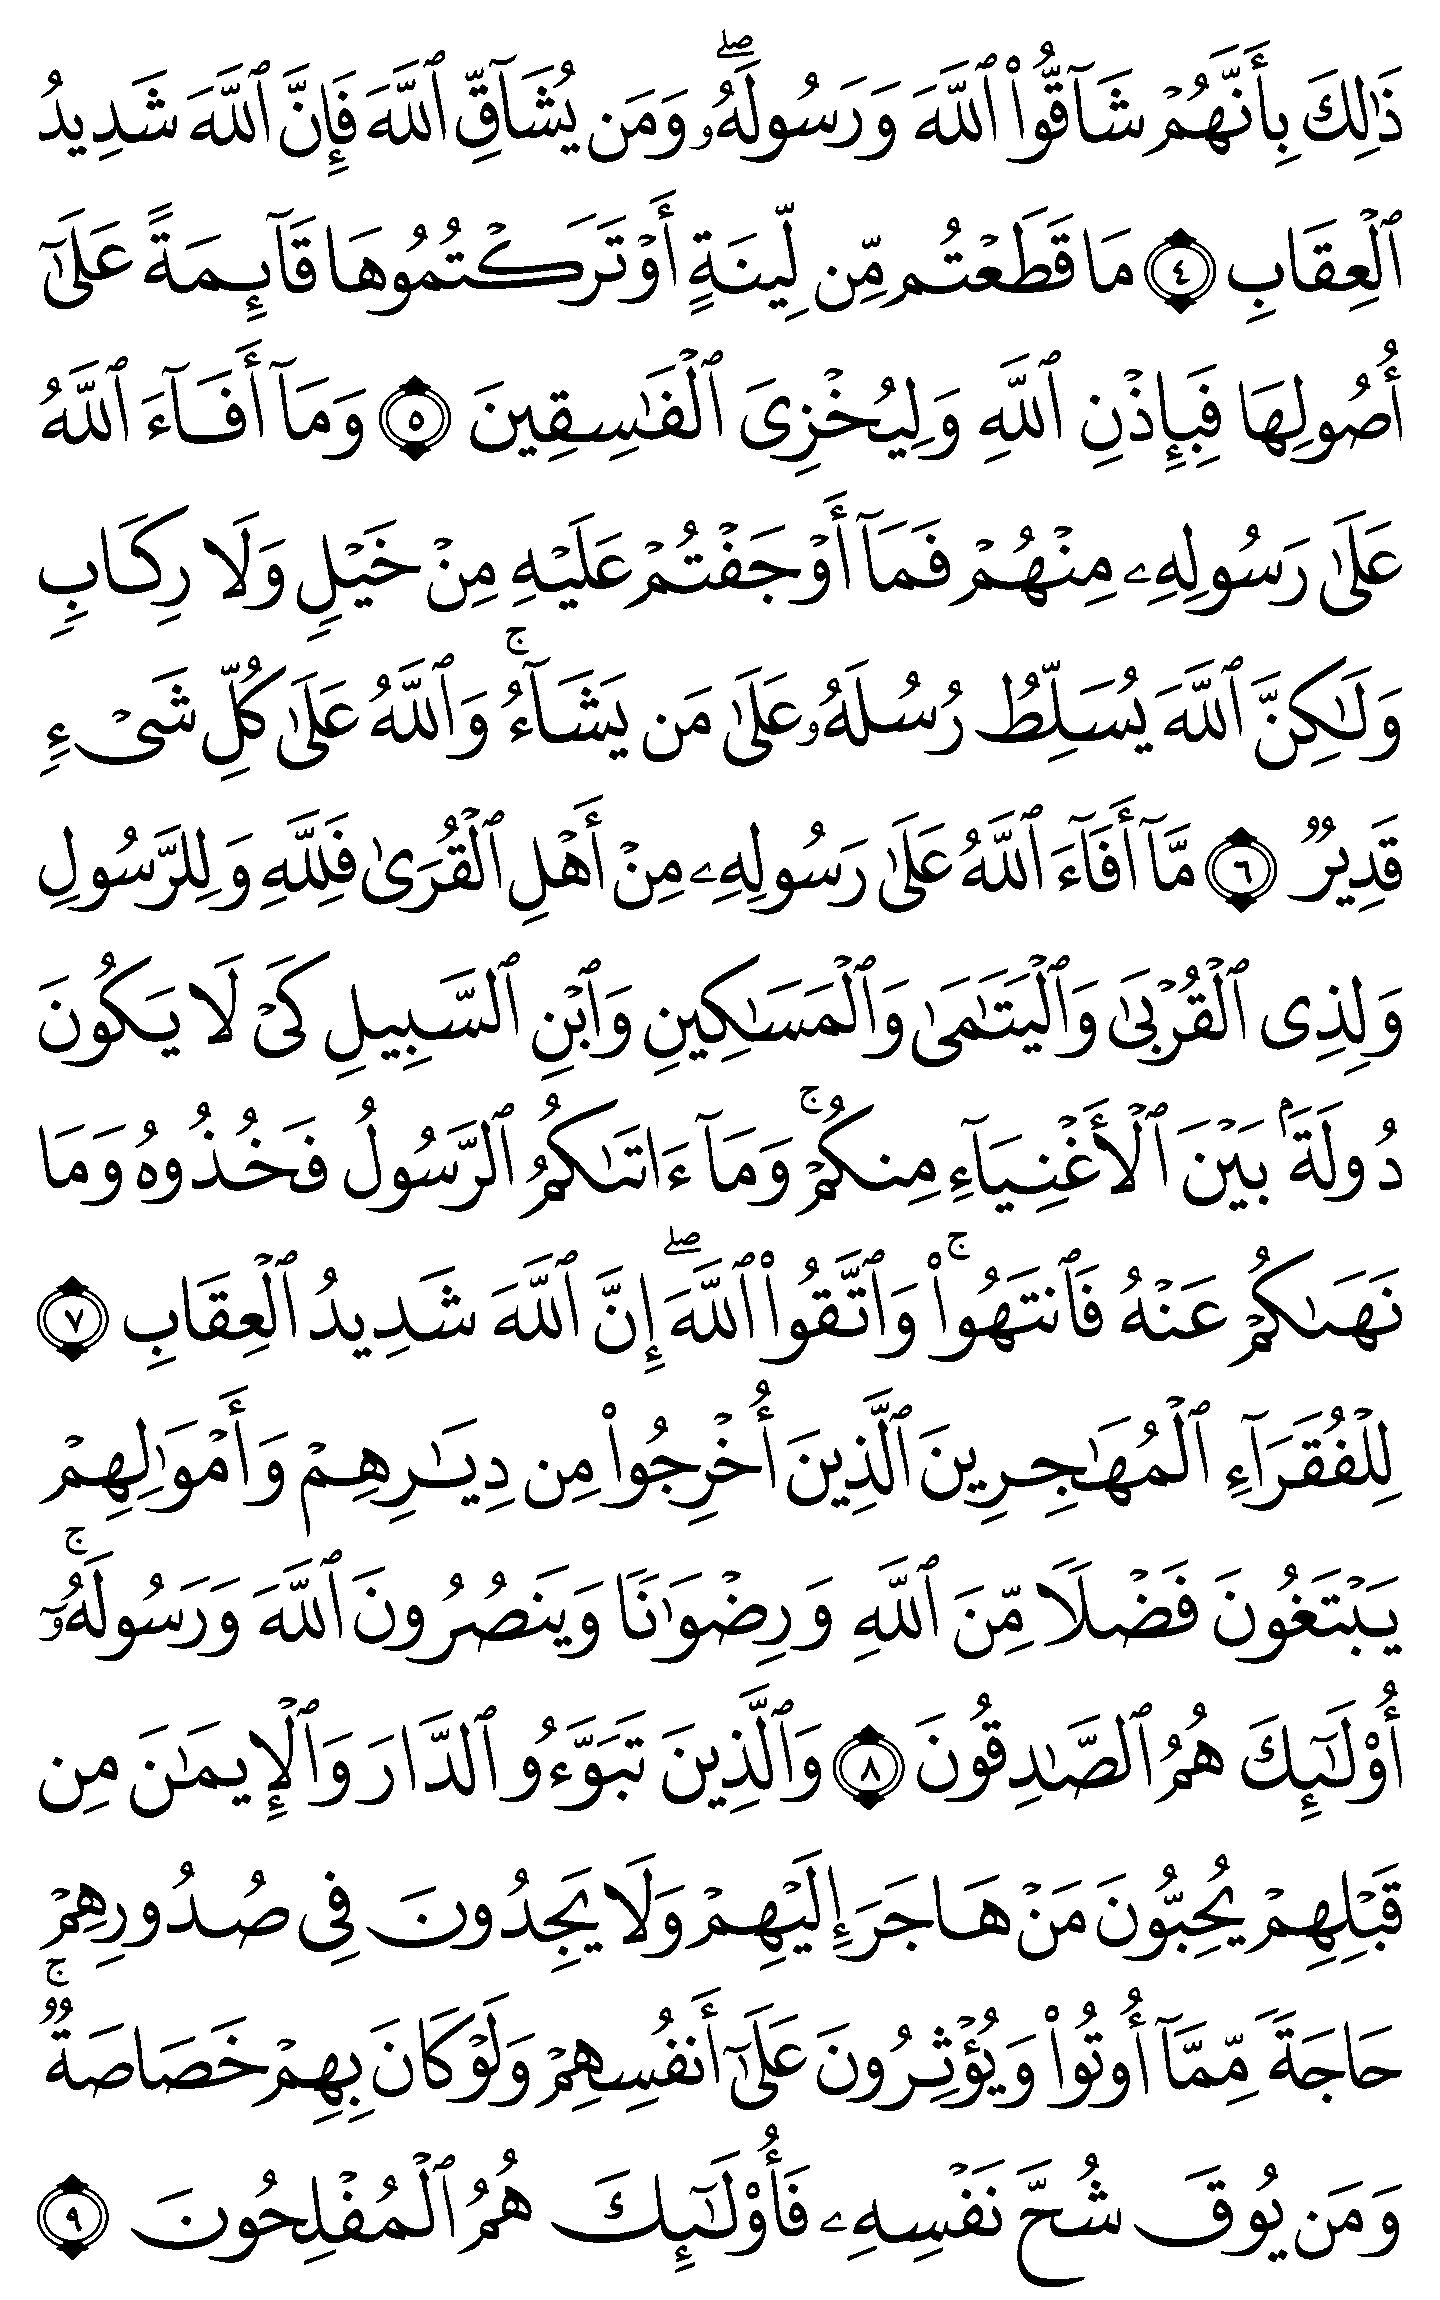 ذَٰلِكَ بِأَنَّهُمْ شَآقُّوا۟ ٱللَّهَ وَرَسُولَهُۥ ۖ وَمَن يُشَآقِّ ٱللَّهَ فَإِنَّ ٱللَّهَ شَدِيدُ
ٱلْعِقَابِ ٤ مَا قَطَعْتُم مِّن لِّينَةٍ أَوْ تَرَكْتُمُوهَا قَآئِمَةً عَلَىٰٓ
أُصُولِهَا فَبِإِذْنِ ٱللَّهِ وَلِيُخْزِىَ ٱلْفَٰسِقِينَ ٥ وَمَآ أَفَآءَ ٱللَّهُ
عَلَىٰ رَسُولِهِۦ مِنْهُمْ فَمَآ أَوْجَفْتُمْ عَلَيْهِ مِنْ خَيْلٍ وَلَا رِكَابٍ
وَلَٰكِنَّ ٱللَّهَ يُسَلِّطُ رُسُلَهُۥ عَلَىٰ مَن يَشَآءُ ۚ وَٱللَّهُ عَلَىٰ كُلِّ شَىْءٍ
قَدِيرٌ ٦ مَّآ أَفَآءَ ٱللَّهُ عَلَىٰ رَسُولِهِۦ مِنْ أَهْلِ ٱلْقُرَىٰ فَلِلَّهِ وَلِلرَّسُولِ
وَلِذِى ٱلْقُرْبَىٰ وَٱلْيَتَٰمَىٰ وَٱلْمَسَٰكِينِ وَٱبْنِ ٱلسَّبِيلِ كَىْ لَا يَكُونَ
دُولَةًۢ بَيْنَ ٱلْأَغْنِيَآءِ مِنكُمْ ۚ وَمَآ ءَاتَىٰكُمُ ٱلرَّسُولُ فَخُذُوهُ وَمَا
نَهَىٰكُمْ عَنْهُ فَٱنتَهُوا۟ ۚ وَٱتَّقُوا۟ ٱللَّهَ ۖ إِنَّ ٱللَّهَ شَدِيدُ ٱلْعِقَابِ ٧
لِلْفُقَرَآءِ ٱلْمُهَٰجِرِينَ ٱلَّذِينَ أُخْرِجُوا۟ مِن دِيَٰرِهِمْ وَأَمْوَٰلِهِمْ
يَبْتَغُونَ فَضْلًا مِّنَ ٱللَّهِ وَرِضْوَٰنًا وَيَنصُرُونَ ٱللَّهَ وَرَسُولَهُۥٓ ۚ
أُو۟لَٰٓئِكَ هُمُ ٱلصَّٰدِقُونَ ٨ وَٱلَّذِينَ تَبَوَّءُو ٱلدَّارَ وَٱلْإِيمَٰنَ مِن
قَبْلِهِمْ يُحِبُّونَ مَنْ هَاجَرَ إِلَيْهِمْ وَلَا يَجِدُونَ فِى صُدُورِهِمْ
حَاجَةً مِّمَّآ أُوتُوا۟ وَيُؤْثِرُونَ عَلَىٰٓ أَنفُسِهِمْ وَلَوْ كَانَ بِهِمْ خَصَاصَةٌ ۚ
وَمَن يُوقَ شُحَّ نَفْسِهِۦ فَأُو۟لَٰٓئِكَ هُمُ ٱلْمُفْلِحُونَ ٩